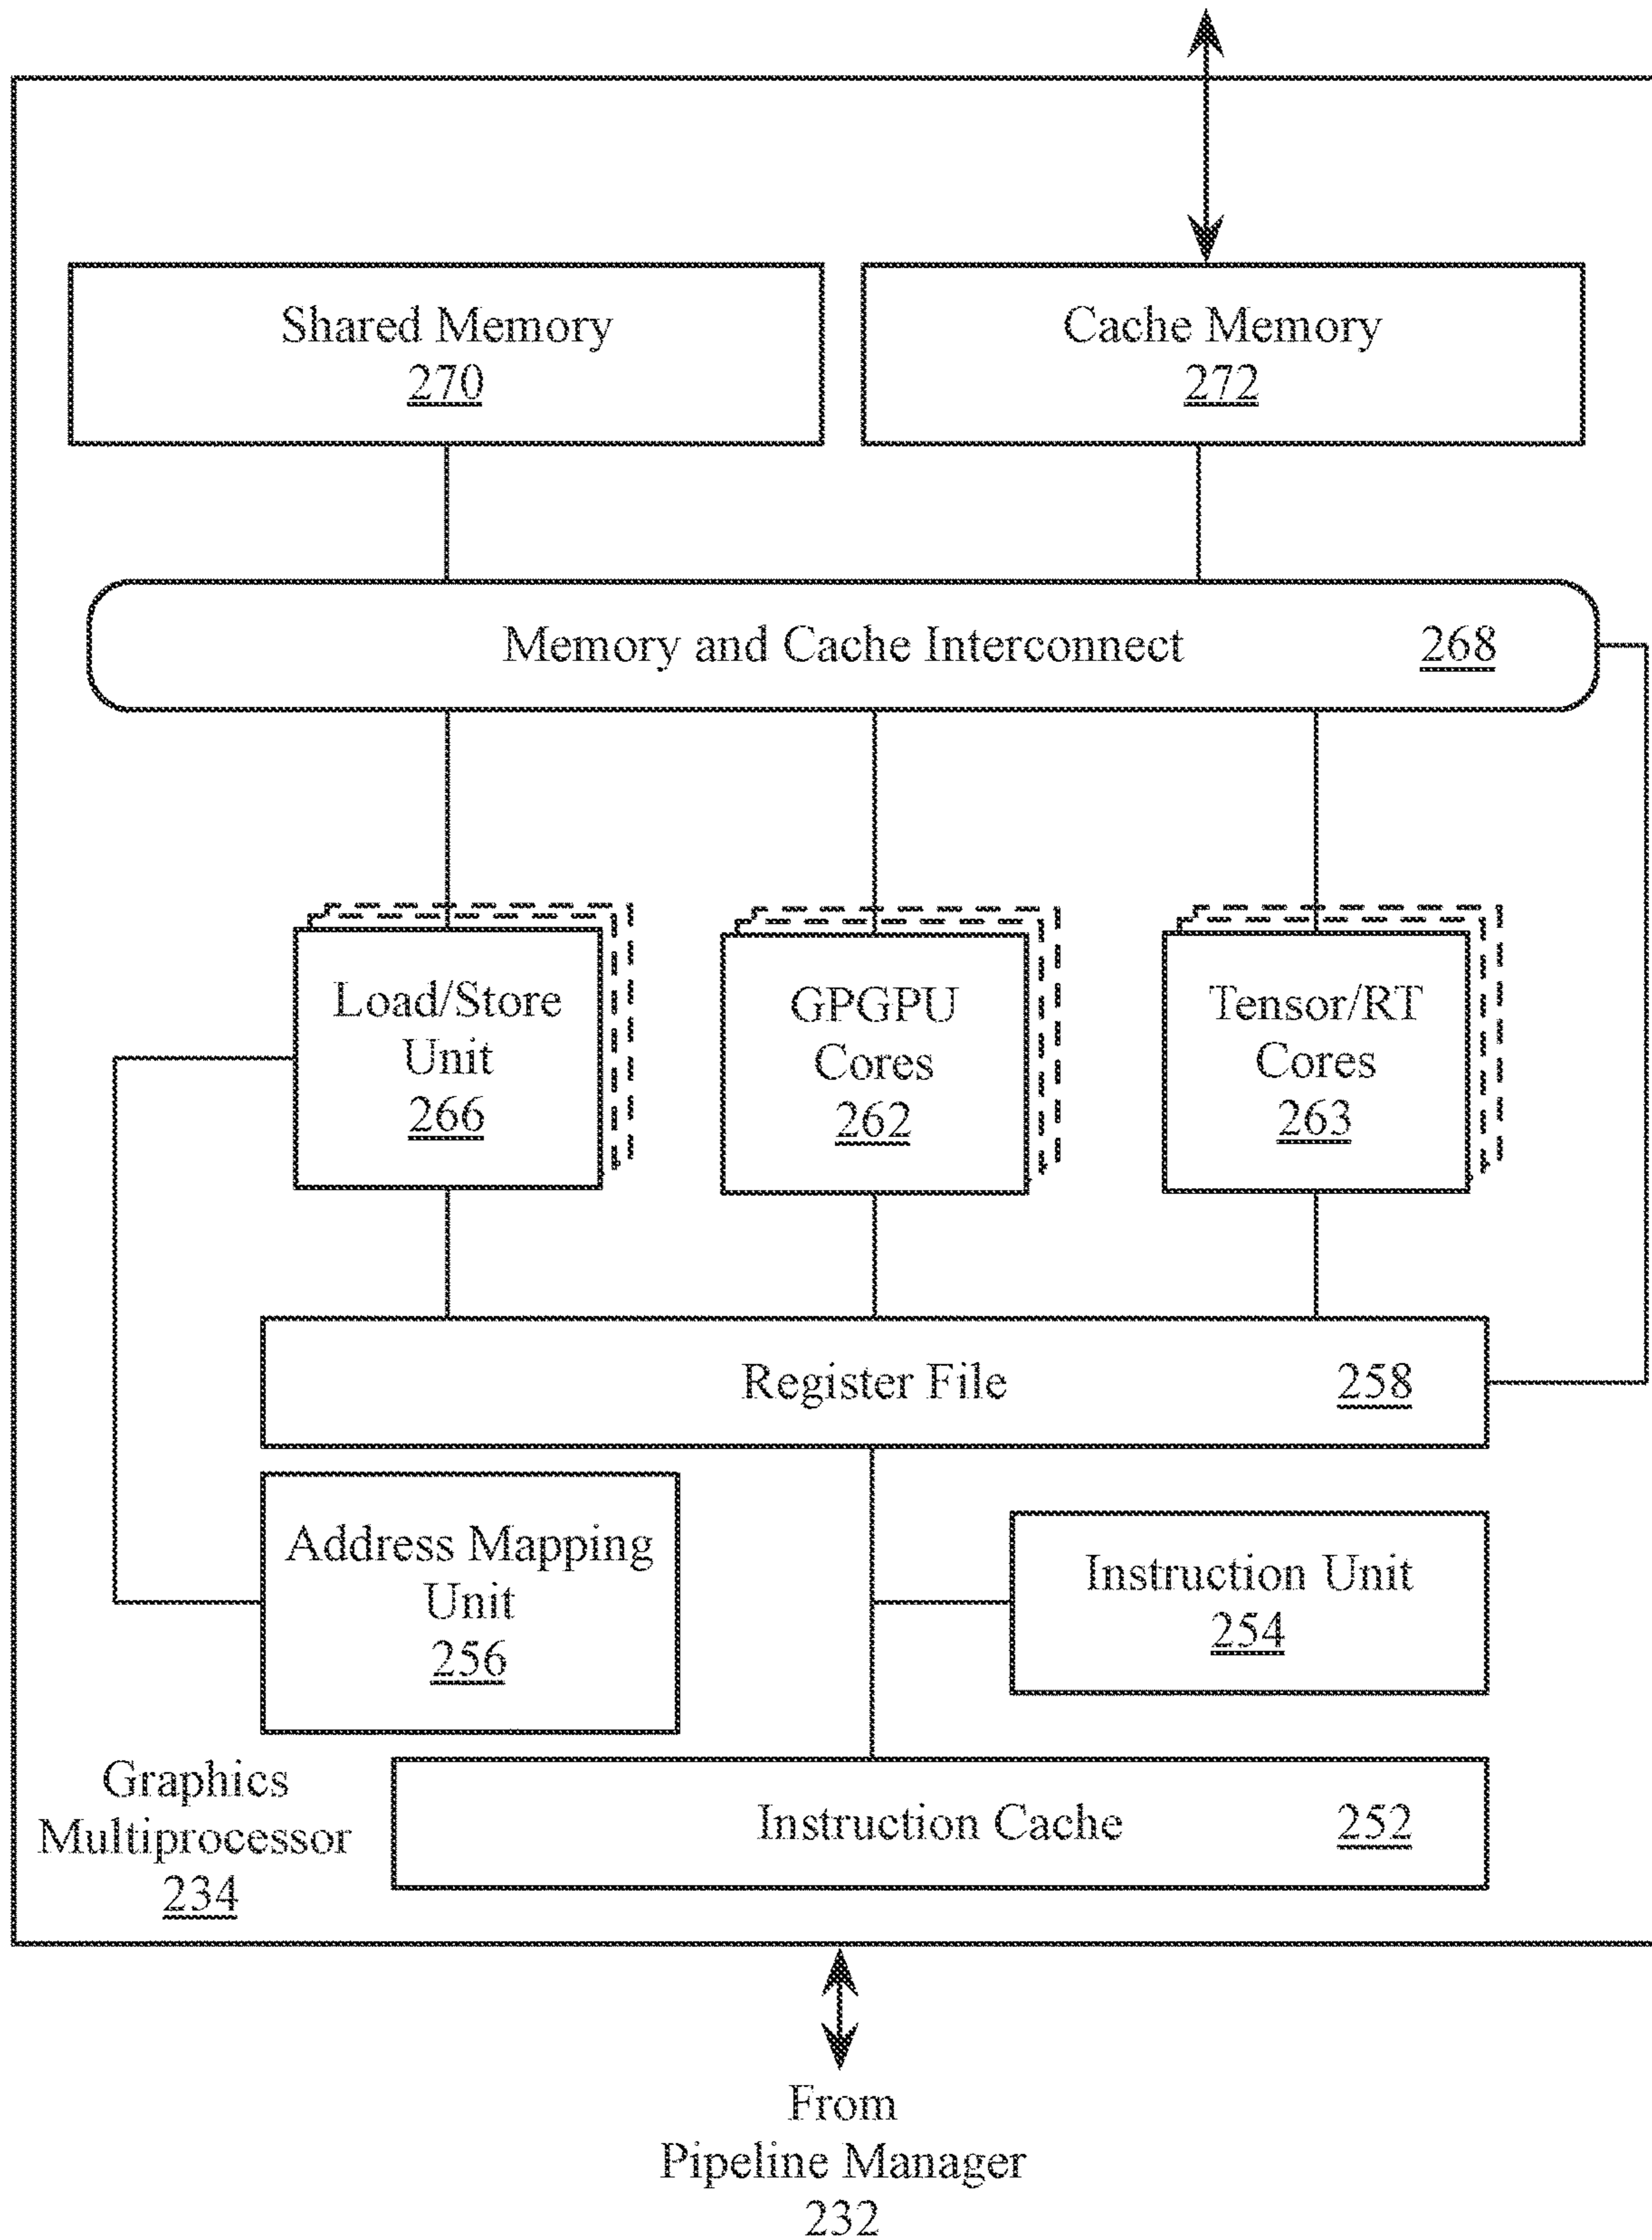 Shared Memory
270
Cache Memory
272
Memory and Cache Interconnect 268
Load/Store
Unit
266
GPGPU
Cores
262
Tensor/RT
Cores
263
Register File 258
Address Mapping
Unit
256
Instruction Unit
254
Graphics
Multiprocessor
234
Instruction Cache 252
From
Pipeline Manager
232